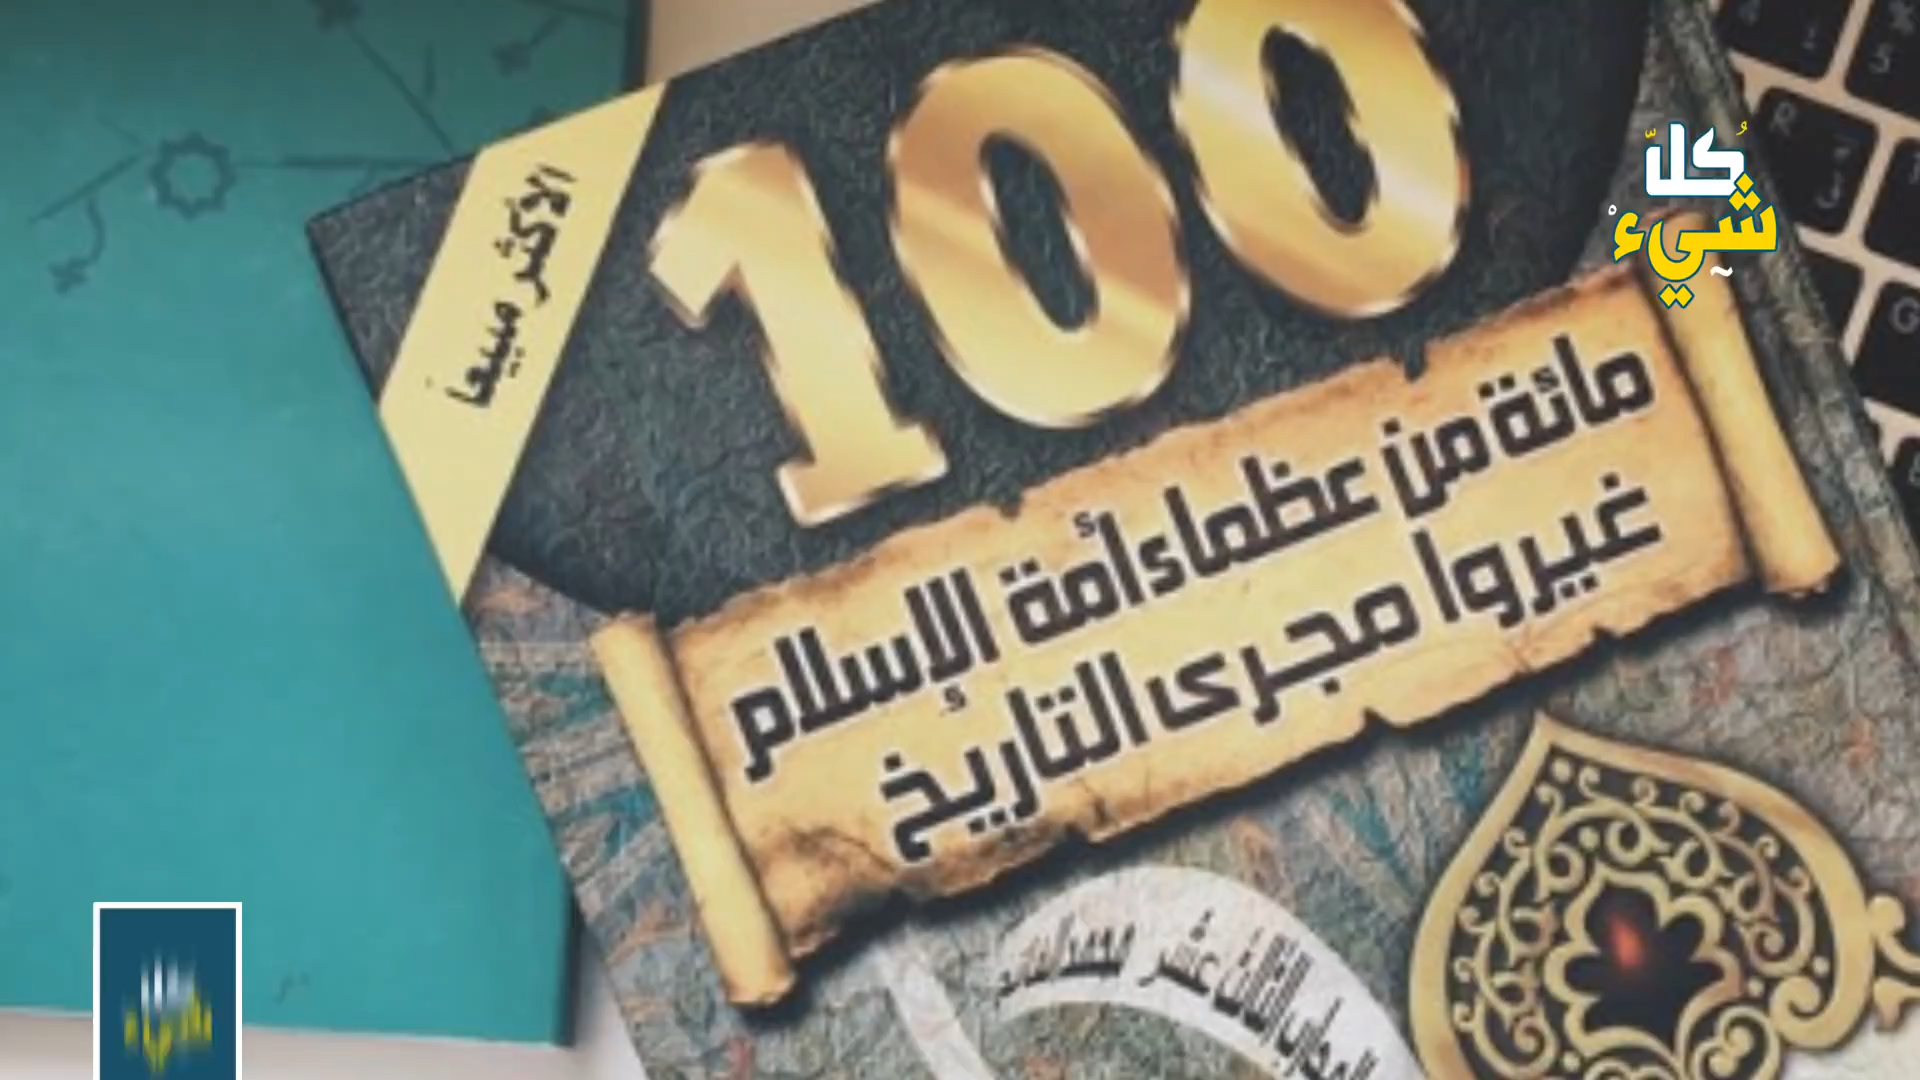 100
الأكثر مبيعاً
مائة من عظماء أمة الإسلام
غيروا مجرى التاريخ
كلّ
شيء
R
G